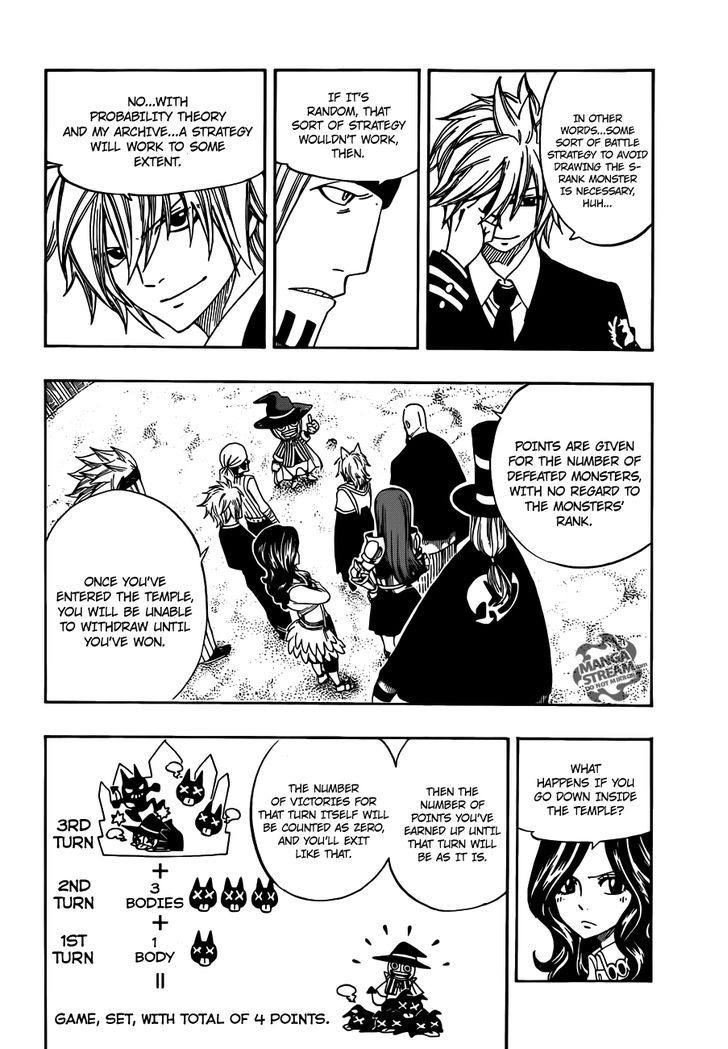 IN OTHER
WORDS...SOME
SORT OF BATTLE
STRATEGY TO AVOID
DRAWING THE S-
RANK MONSTER
IS NECESSARY,
HUH...
IF IT'S
RANDOM, THAT
SORT OF STRATEGY
WOULDN'T WORK,
THEN.
NO...WITH
PROBABILITY THEORY
AND MY ARCHIVE...A STRATEGY
WILL WORK TO SOME
EXTENT.
POINTS ARE GIVEN
FOR THE NUMBER OF
DEFEATED MONSTERS,
WITH NO REGARD TO
THE MONSTERS'
RANK.
ONCE YOU'VE
ENTERED THE TEMPLE,
YOU WILL BE UNABLE
TO WITHDRAW UNTIL
YOU'VE WON.
MANGA
STREAM.com
DO NOT MIRROR
WHAT
HAPPENS IF YOU
GO DOWN INSIDE
THE TEMPLE?
THEN THE
NUMBER OF
POINTS YOU'VE
EARNED UP UNTIL
THAT TURN WILL
BE AS IT IS.
THE NUMBER
OF VICTORIES FOR
THAT TURN ITSELF WILL
BE COUNTED AS ZERO,
AND YOU'LL EXIT
LIKE THAT.
3RD
TURN
+
2ND
TURN
3
BODIES
+
1ST
TURN
1
BODY
=
GAME, SET, WITH TOTAL OF 4 POINTS.